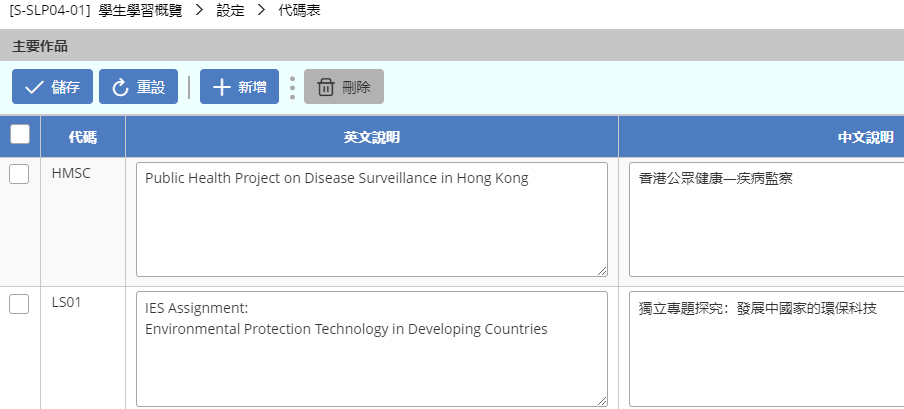 [S-SLP04-01] 學生學習概覽 > 設定 > 代碼表
主要作品
儲存 重設 新增 刪除
代碼 英文說明 中文說明
HMSC Public Health Project on Disease Surveillance in Hong Kong 香港公眾健康—疾病監察
LS01 IES Assignment: 獨立專題探究：發展中國家的環保科技
Environmental Protection Technology in Developing Countries